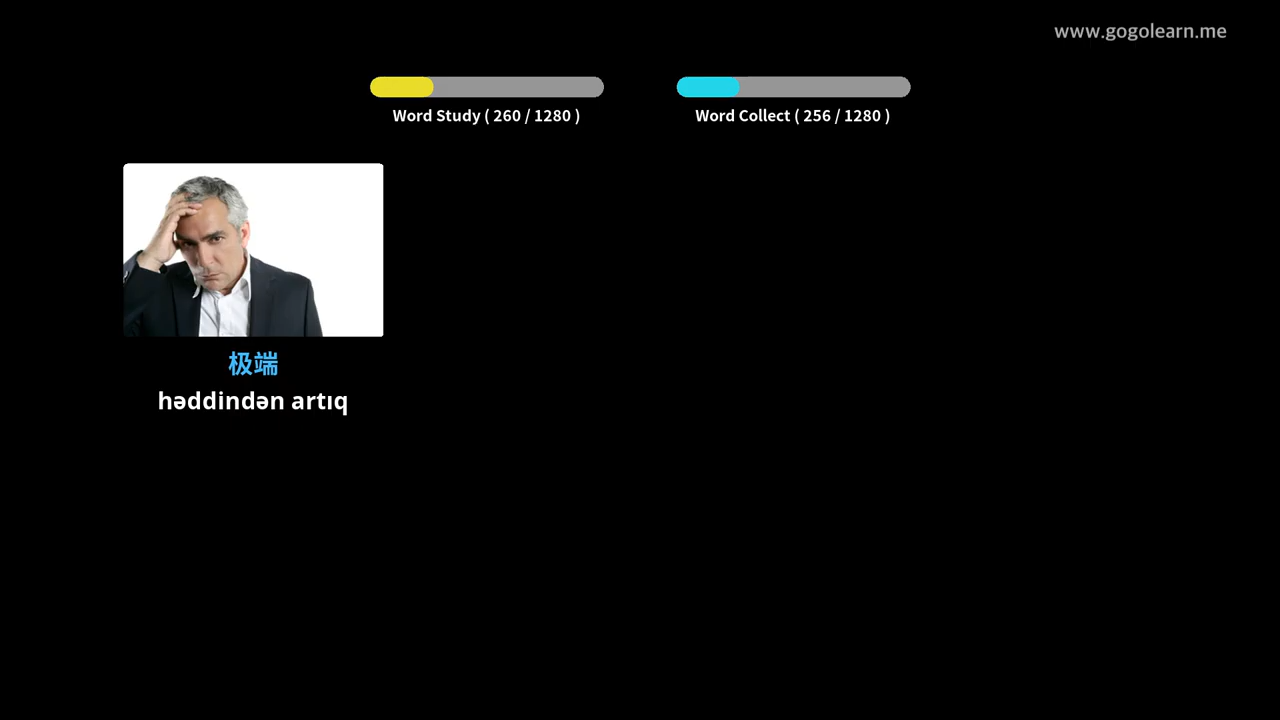 www.gogolearn.me
Word Study ( 260 / 1280 )
Word Collect ( 256 / 1280 )
极端
həddindən artıq